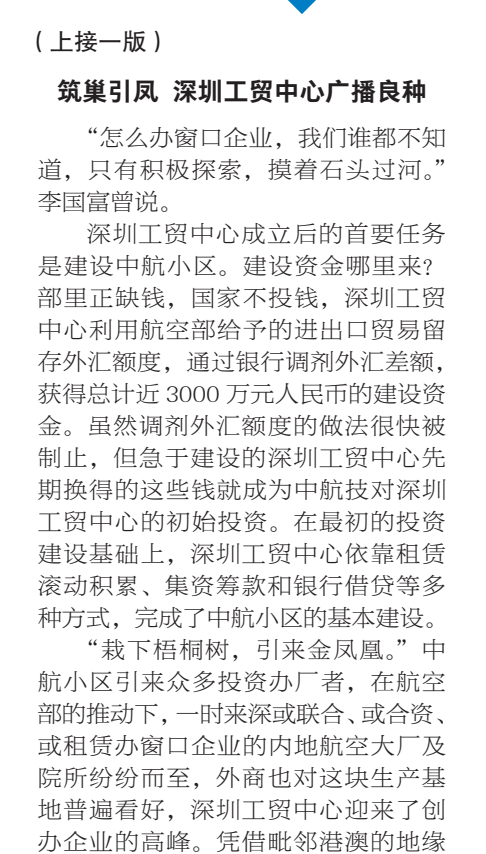 （上接一版）
筑巢引凤 深圳工贸中心广播良种
“怎么办窗口企业，我们谁都不知
道，只有积极探索，摸着石头过河。”
李国富曾说。
深圳工贸中心成立后的首要任务
是建设中航小区。建设资金哪里来？
部里正缺钱，国家不投钱，深圳工贸
中心利用航空部给予的进出口贸易留
存外汇额度，通过银行调剂外汇差额，
获得总计近 3000 万元人民币的建设资
金。虽然调剂外汇额度的做法很快被
制止，但急于建设的深圳工贸中心先
期换得的这些钱就成为中航技对深圳
工贸中心的初始投资。在最初的投资
建设基础上，深圳工贸中心依靠租赁
滚动积累、集资筹款和银行借贷等多
种方式，完成了中航小区的基本建设。
“栽下梧桐树，引来金凤凰。”中
航小区引来众多投资办厂者，在航空
部的推动下，一时来深或联合、或合资、
或租赁办窗口企业的内地航空大厂及
院所纷纷而至，外商也对这块生产基
地普遍看好，深圳工贸中心迎来了创
办企业的高峰。凭借毗邻港澳的地缘